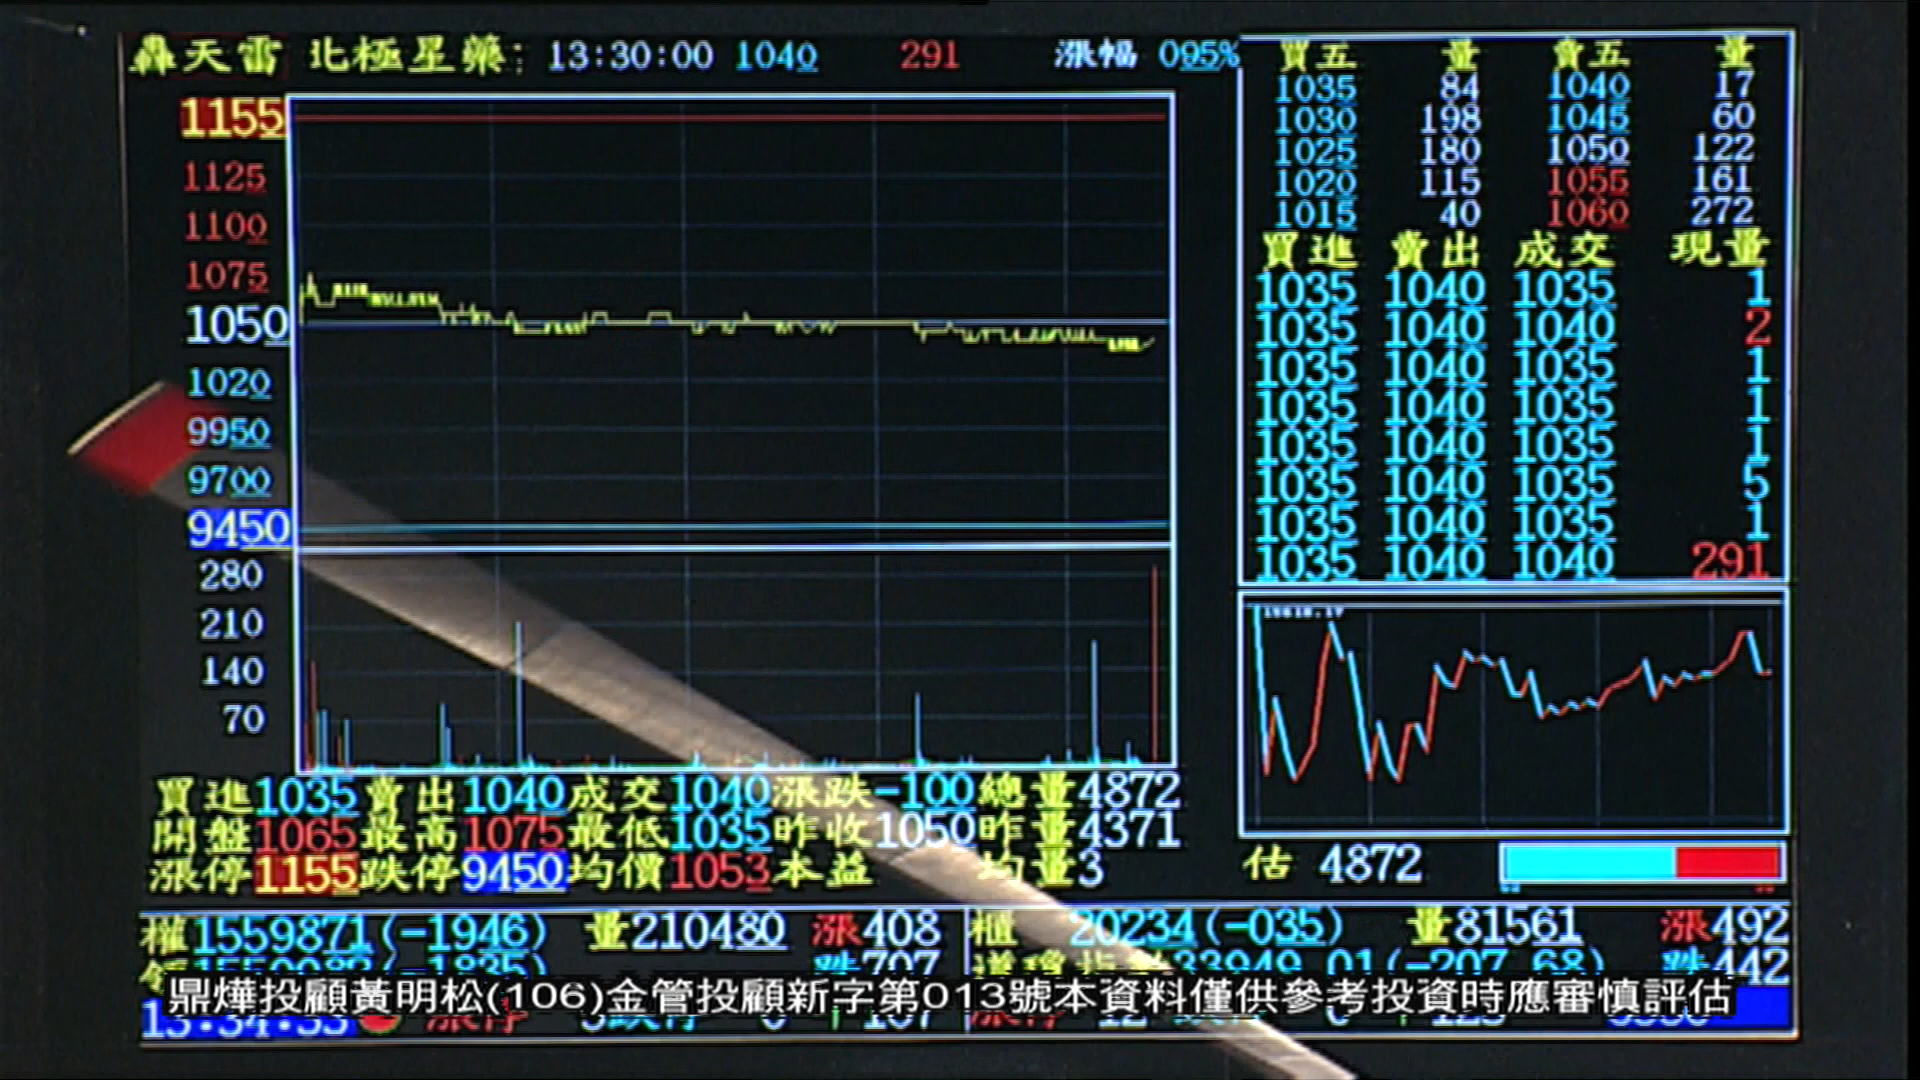 轟天雷 北極星藥: 13:30:00 1040 291 漲幅 095%
1155
1125
1100
1075
1050
1020
9950
9700
9450
280
210
140
70
買五 量 賣五 量
1035 84 1040 17
1030 198 1045 60
1025 180 1050 122
1020 115 1055 161
1015 40 1060 272
買進 賣出 成交 現量
1035 1040 1035 1
1035 1040 1040 2
1035 1040 1035 1
1035 1040 1035 1
1035 1040 1035 1
1035 1040 1035 5
1035 1040 1035 1
1035 1040 1040 291
買進1035賣出1040成交1040漲跌-100總量4872
開盤1065最高1075最低1035昨收1050昨量4371
漲停1155跌停9450均價1053本益 均量3
估 4872
權1559871(-1946) 量210480 漲408
櫃 20234(-035) 量81561 漲492
跌707
33949.01(-207.68) 跌442
鼎燁投顧黃明松(106)金管投顧新字第013號本資料僅供參考投資時應審慎評估
13:34:33